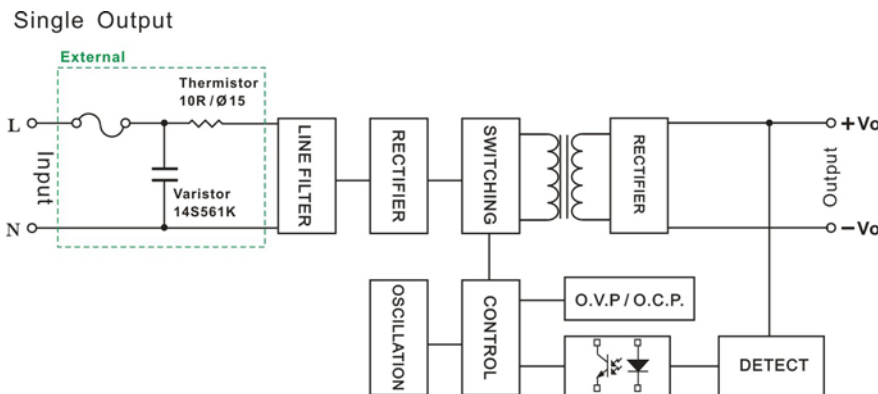 Single Output
External
Thermistor
10R/Ø15
L
Input
N
Varistor
14S561K
LINE FILTER
RECTIFIER
SWITCHING
RECTIFIER
+Vo
Output
−Vo
OSCILLATION
CONTROL
O.V.P / O.C.P.
DETECT